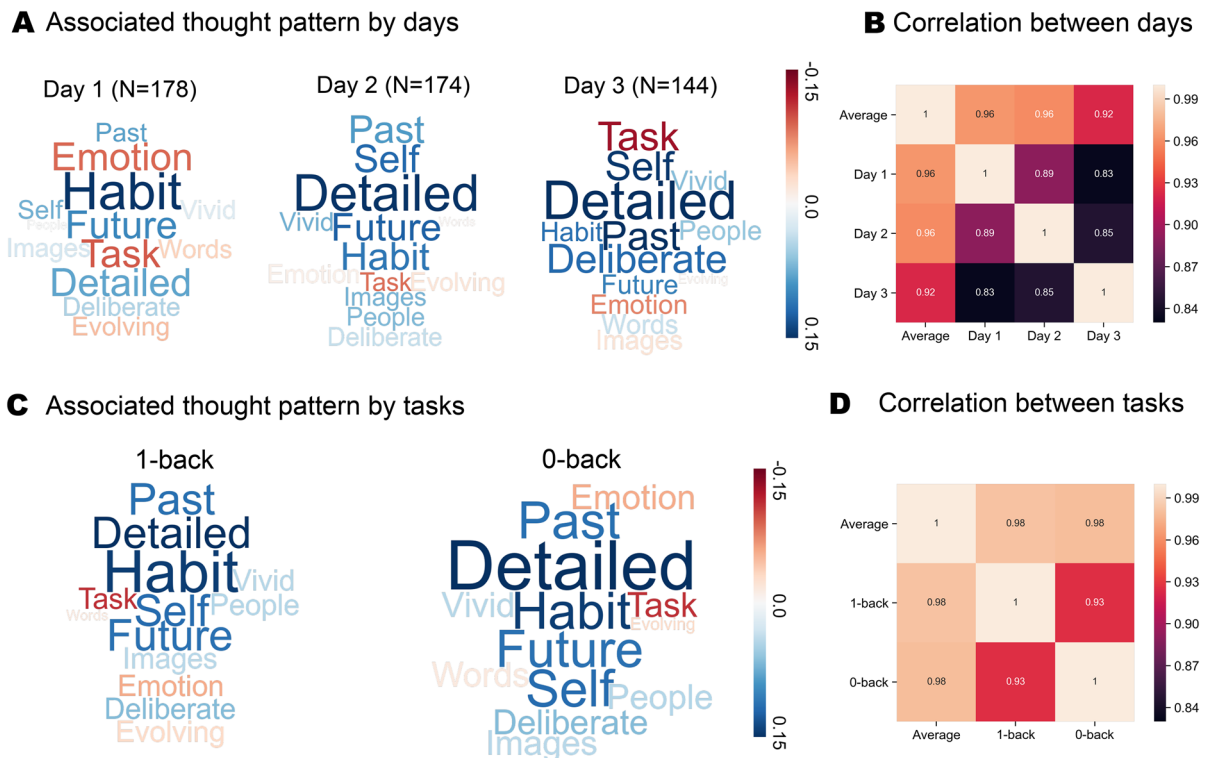 A Associated thought pattern by days
B Correlation between days
Day 1 (N=178)
Past
Emotion
Habit
Self
Vivid
People
Future
Images
Task
Words
Detailed
Deliberate
Evolving
Day 2 (N=174)
Past
Self
Detailed
Vivid
Future
Words
Habit
Emotion
Task
Evolving
Images
People
Deliberate
Day 3 (N=144)
Task
Self
Vivid
Detailed
Habit
Past
People
Deliberate
Future
Evolving
Emotion
Words
Images
-0.15
0.0
0.15
Average 1 0.96 0.96 0.92
Day 1 0.96 1 0.89 0.83
Day 2 0.96 0.89 1 0.85
Day 3 0.92 0.83 0.85 1
Average Day 1 Day 2 Day 3
0.99
0.96
0.93
0.90
0.87
0.84
C Associated thought pattern by tasks
D Correlation between tasks
1-back
Past
Detailed
Habit
Vivid
Task
Self
People
Words
Future
Images
Emotion
Deliberate
Evolving
0-back
Emotion
Past
Detailed
Vivid
Habit
Task
Evolving
Future
Words
Self
People
Deliberate
Images
-0.15
0.0
0.15
Average 1 0.98 0.98
1-back 0.98 1 0.93
0-back 0.98 0.93 1
Average 1-back 0-back
0.99
0.96
0.93
0.90
0.87
0.84